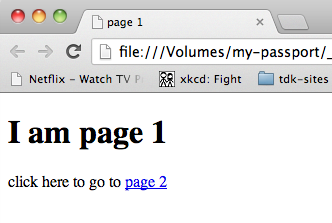 page 1
file:///Volumes/my-passport/_
Netflix - Watch TV P xkcd: Fight tdk-sites
I am page 1
click here to go to page 2